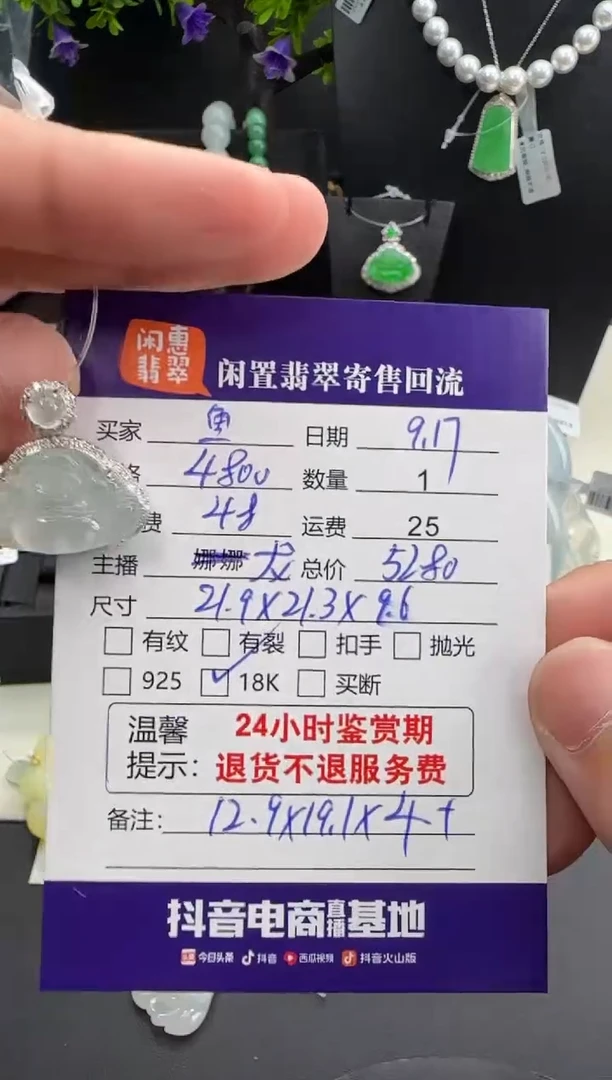 闲惠
翡翠
闲置翡翠寄售回流
买家 鱼 日期 9.17
格 4800 数量 1
费 48 运费 25
主播 娜娜 总价 5280
尺寸 21.9X21.3X9.6
有纹 有裂 扣手 抛光
925 18K 买断
温馨 24小时鉴赏期
提示: 退货不退服务费
备注: 12.9X19.1X4+
抖音电商直播基地
头条 今日头条 抖音 西瓜视频 抖音火山版